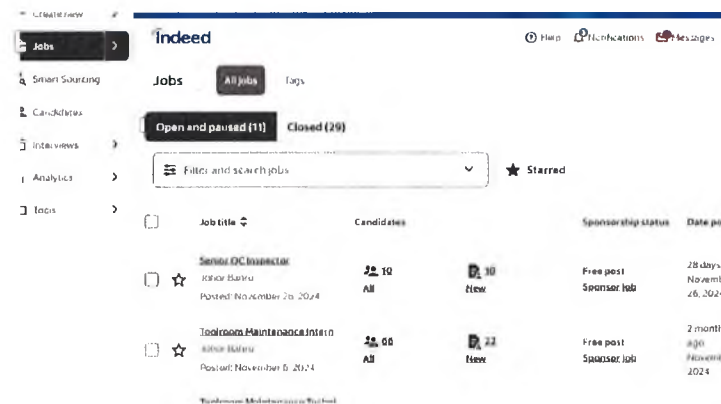 Create new
Jobs
Smart Sourcing
Candidates
Interviews
Analytics
Tools
indeed
Help
Notifications
Messages
Jobs
All jobs
Tags
Open and paused (11)
Closed (29)
Filter and search jobs
Starred
Job title
Candidates
Sponsorship status
Date po
Senior QC Inspector
Johor Bahru
Posted: November 26, 2024
10
All
10
New
Free post
Sponsor job
28 days
Novemb
26, 2024
Toolroom Maintenance Intern
Johor Bahru
Posted: November 6, 2024
66
All
22
New
Free post
Sponsor job
2 month
ago
Novemb
2024
Toolroom Maintenance